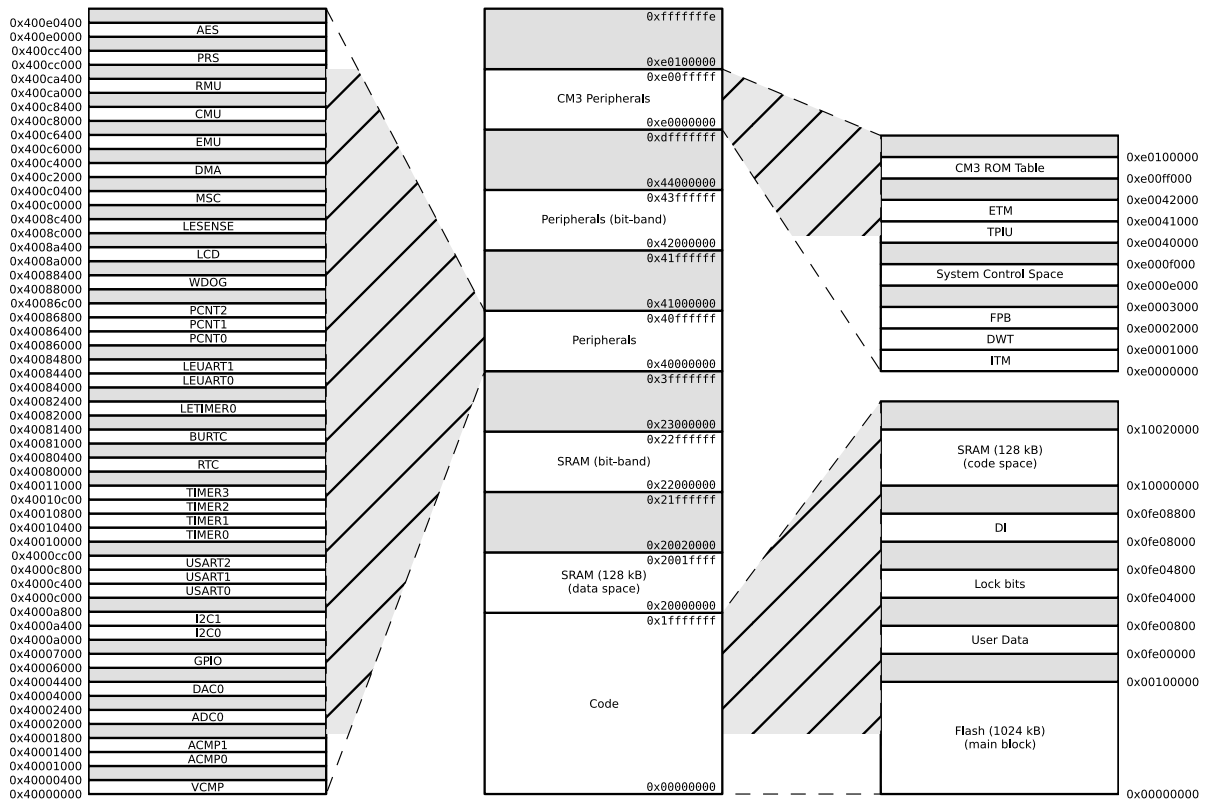 0x400e0400
AES
0x400e0000
0x400cc400
PRS
0x400cc000
0x400ca400
RMU
0x400ca000
0x400c8400
CMU
0x400c8000
0x400c6400
EMU
0x400c6000
0x400c4000
DMA
0x400c2000
0x400c0400
MSC
0x400c0000
0x4008c400
LESENSE
0x4008c000
0x4008a400
LCD
0x4008a000
0x40088400
WDOG
0x40088000
0x40086c00
PCNT2
0x40086800
PCNT1
0x40086400
PCNT0
0x40086000
0x40084800
LEUART1
0x40084400
LEUART0
0x40084000
0x40082400
LETIMER0
0x40082000
0x40081400
BURTC
0x40081000
0x40080400
RTC
0x40080000
0x40011000
TIMER3
0x40010c00
TIMER2
0x40010800
TIMER1
0x40010400
TIMER0
0x40010000
0x4000cc00
USART2
0x4000c800
USART1
0x4000c400
USART0
0x4000c000
0x4000a800
I2C1
0x4000a400
I2C0
0x4000a000
0x40007000
GPIO
0x40006000
0x40004400
DAC0
0x40004000
0x40002400
ADC0
0x40002000
0x40001800
ACMP1
0x40001400
ACMP0
0x40001000
0x40000400
VCMP
0x40000000
0xfffffffe
0xe0100000
0xe00fffff
CM3 Peripherals
0xe0000000
0xdfffffff
0x44000000
0x43ffffff
Peripherals (bit-band)
0x42000000
0x41ffffff
0x41000000
0x40ffffff
Peripherals
0x40000000
0x3fffffff
0x23000000
0x22ffffff
SRAM (bit-band)
0x22000000
0x21ffffff
0x20020000
0x2001ffff
SRAM (128 kB)
(data space)
0x20000000
0x1fffffff
Code
0x00000000
0xe0100000
CM3 ROM Table
0xe00ff000
0xe0042000
ETM
0xe0041000
TPIU
0xe0040000
0xe000f000
System Control Space
0xe000e000
0xe0003000
FPB
0xe0002000
DWT
0xe0001000
ITM
0xe0000000
0x10020000
SRAM (128 kB)
(code space)
0x10000000
0x0fe08800
DI
0x0fe08000
0x0fe04800
Lock bits
0x0fe04000
0x0fe00800
User Data
0x0fe00000
0x00100000
Flash (1024 kB)
(main block)
0x00000000